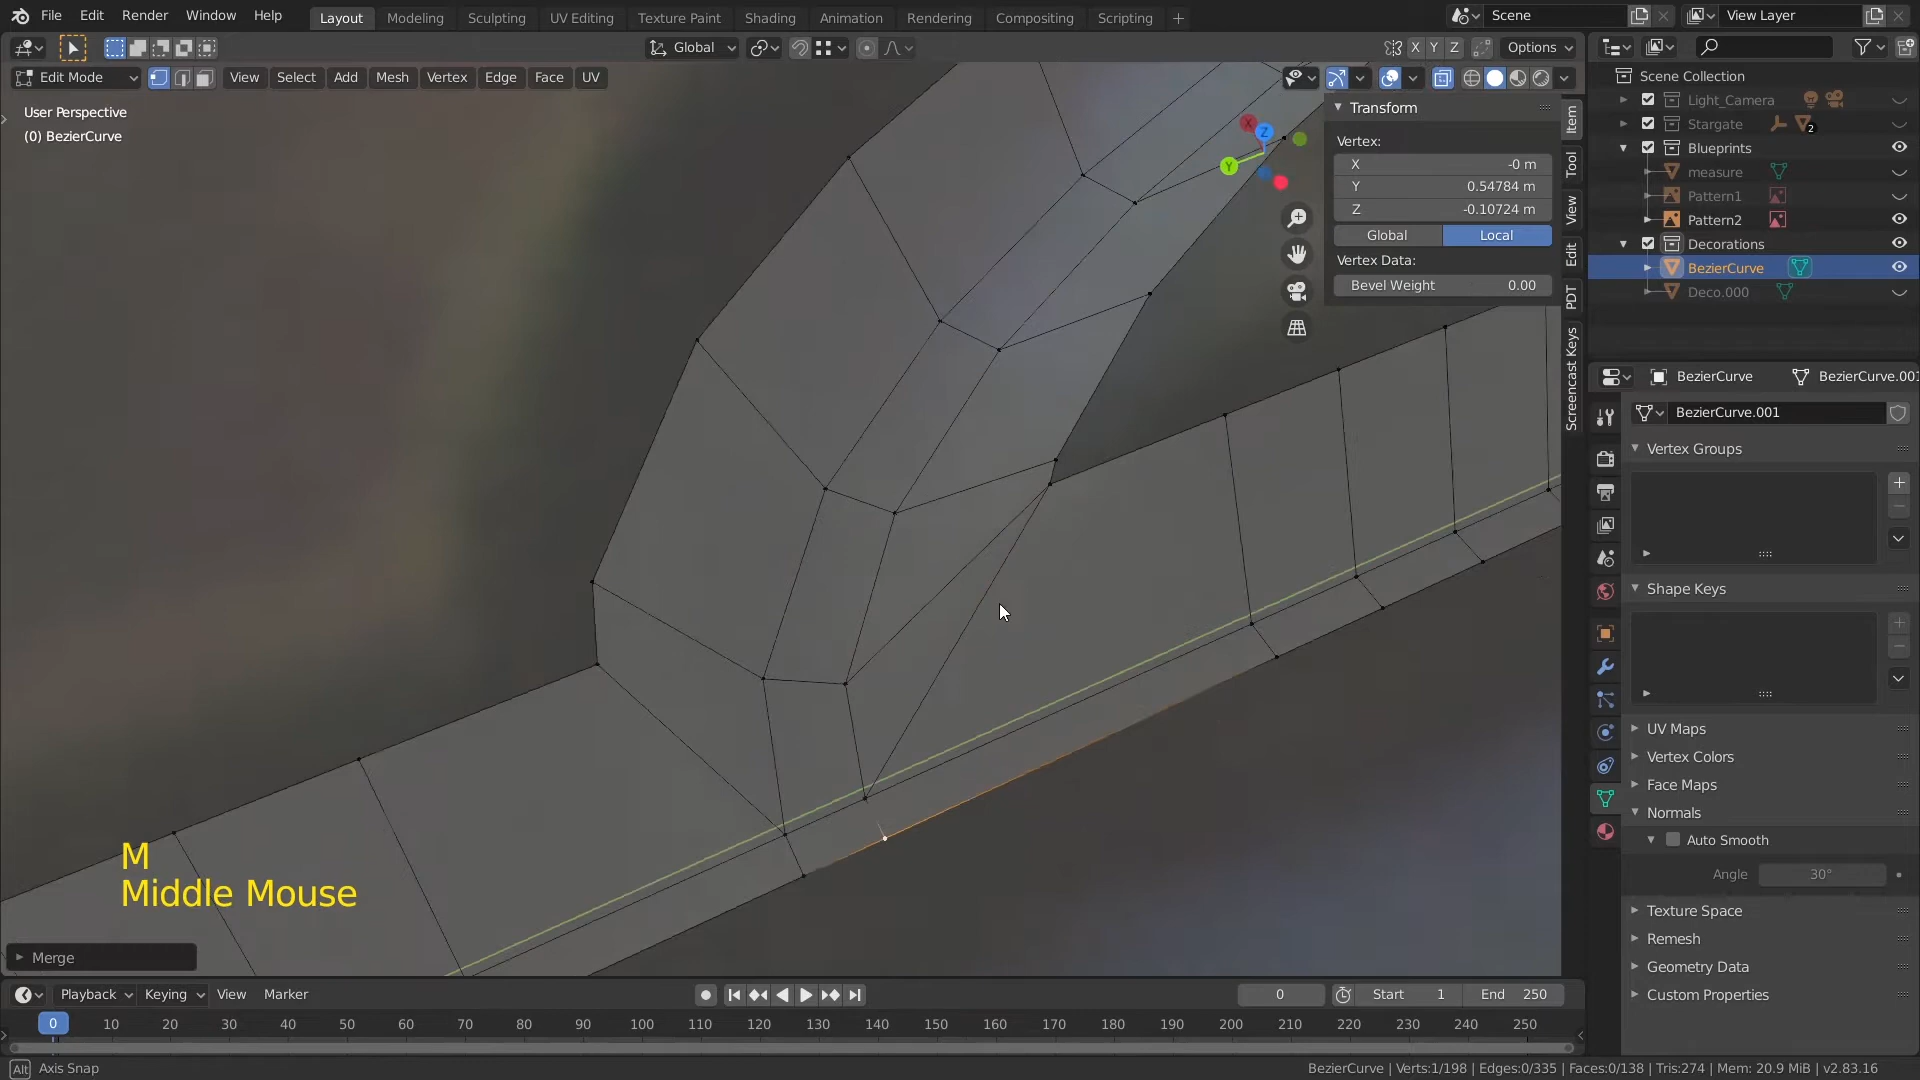 File Edit Render Window Help Layout Modeling Sculpting UV Editing Texture Paint Shading Animation Rendering Compositing Scripting + Scene View Layer
Global X Y Z Options
Edit Mode View Select Add Mesh Vertex Edge Face UV
User Perspective
(0) BezierCurve
Transform
Vertex:
X -0 m
Y 0.54784 m
Z -0.10724 m
Global Local
Vertex Data:
Bevel Weight 0.00
Item
Tool
View
Edit
PDT
Screencast Keys
X
Z
Y
Scene Collection
Light_Camera
Stargate 2
Blueprints
measure
Pattern1
Pattern2
Decorations
BezierCurve
Deco.000
BezierCurve BezierCurve.001
BezierCurve.001
Vertex Groups
Shape Keys
UV Maps
Vertex Colors
Face Maps
Normals
Auto Smooth
Angle 30°
Texture Space
Remesh
Geometry Data
Custom Properties
M
Middle Mouse
Merge
Playback Keying View Marker 0 Start 1 End 250
0 10 20 30 40 50 60 70 80 90 100 110 120 130 140 150 160 170 180 190 200 210 220 230 240 250
Alt Axis Snap BezierCurve | Verts:1/198 | Edges:0/335 | Faces:0/138 | Tris:274 | Mem: 20.9 MiB | v2.83.16